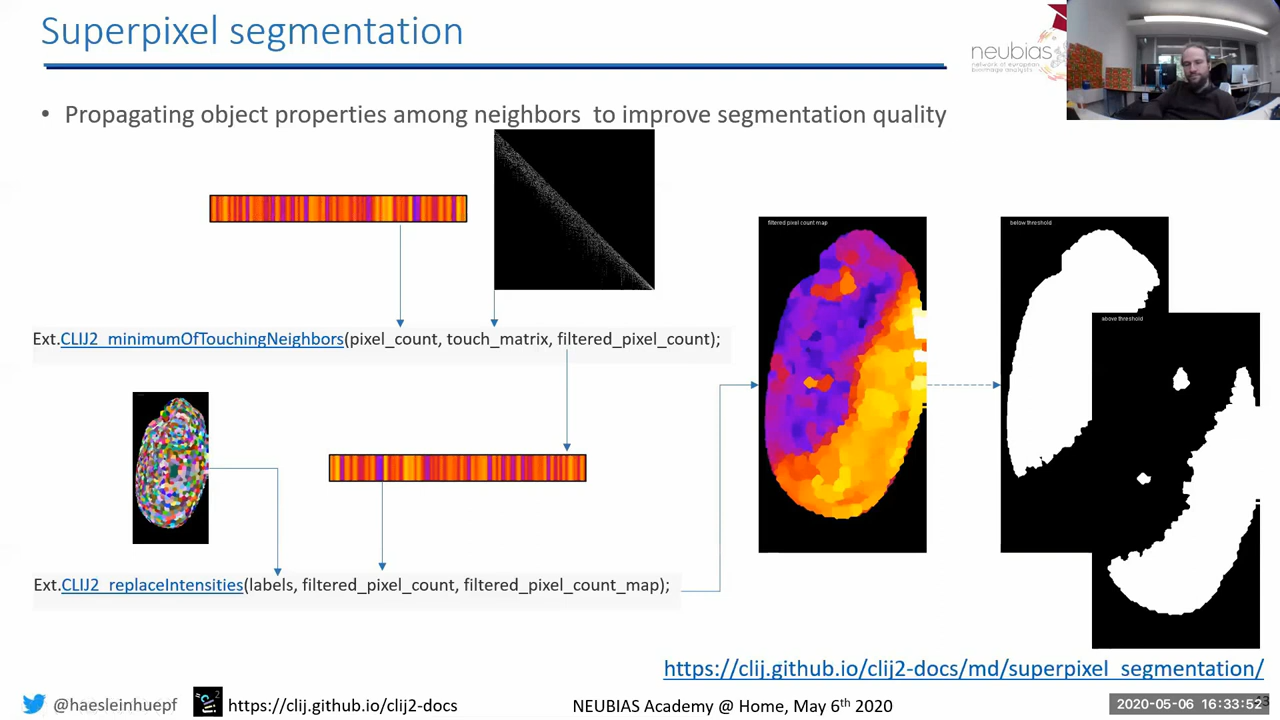 Superpixel segmentation
neubias
network of european
bioimage analysts
• Propagating object properties among neighbors to improve segmentation quality
filtered pixel count map
below threshold
above threshold
Ext.CLIJ2_minimumOfTouchingNeighbors(pixel_count, touch_matrix, filtered_pixel_count);
Ext.CLIJ2_replaceIntensities(labels, filtered_pixel_count, filtered_pixel_count_map);
https://clij.github.io/clij2-docs/md/superpixel_segmentation/
@haesleinhuepf
https://clij.github.io/clij2-docs
NEUBIAS Academy @ Home, May 6th 2020
2020-05-06 16:33:52